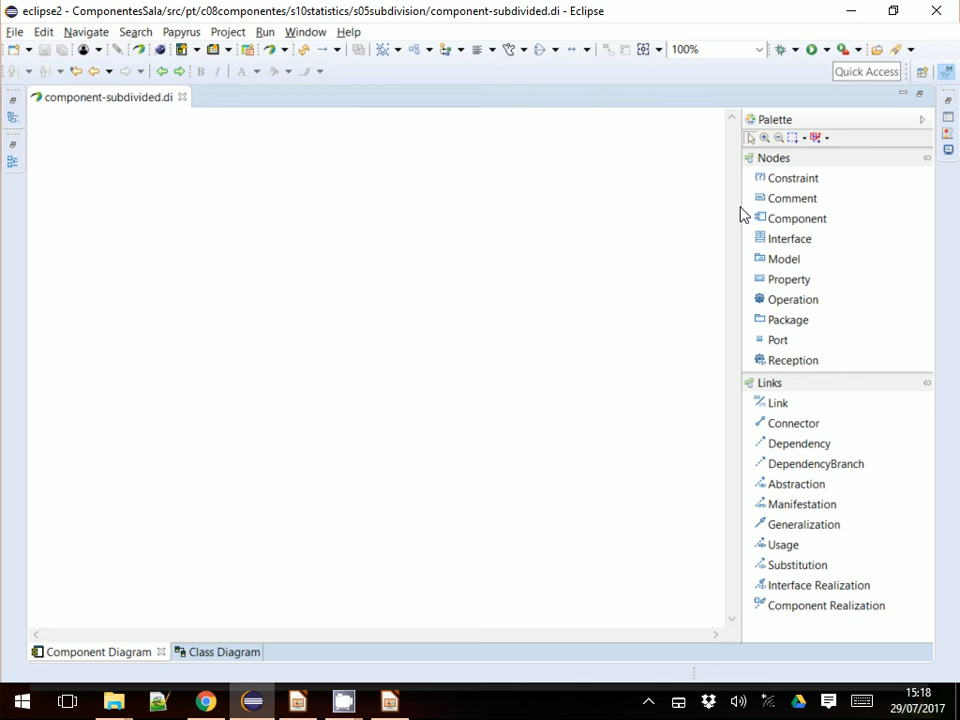 eclipse2 - ComponentesSala/src/pt/c08componentes/s10statistics/s05subdivision/component-subdivided.di - Eclipse
File Edit Navigate Search Papyrus Project Run Window Help
100%
B I A Quick Access
component-subdivided.di
Palette
Nodes
Constraint
Comment
Component
Interface
Model
Property
Operation
Package
Port
Reception
Links
Link
Connector
Dependency
DependencyBranch
Abstraction
Manifestation
Generalization
Usage
Substitution
Interface Realization
Component Realization
Component Diagram Class Diagram
15:18
29/07/2017